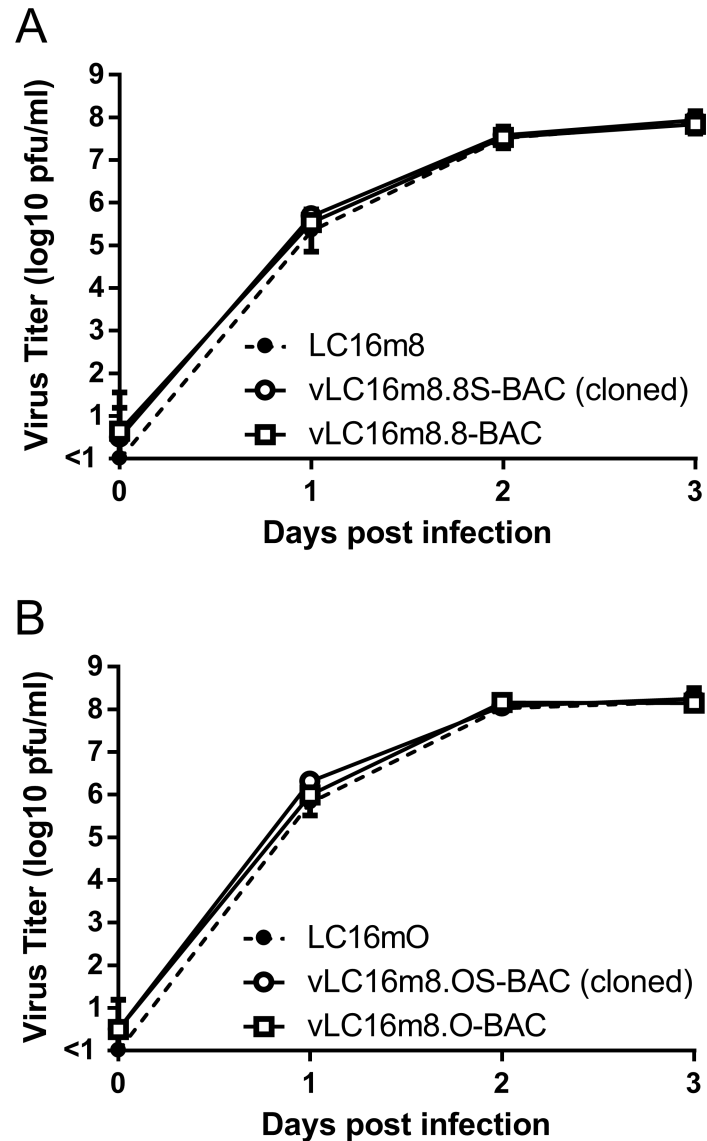 A
9
8
7
6
5
4
3
2
1
<1
Virus Titer (log10 pfu/ml)
LC16m8
vLC16m8.8S-BAC (cloned)
vLC16m8.8-BAC
0 1 2 3
Days post infection
B
9
8
7
6
5
4
3
2
1
<1
Virus Titer (log10 pfu/ml)
LC16mO
vLC16m8.OS-BAC (cloned)
vLC16m8.O-BAC
0 1 2 3
Days post infection